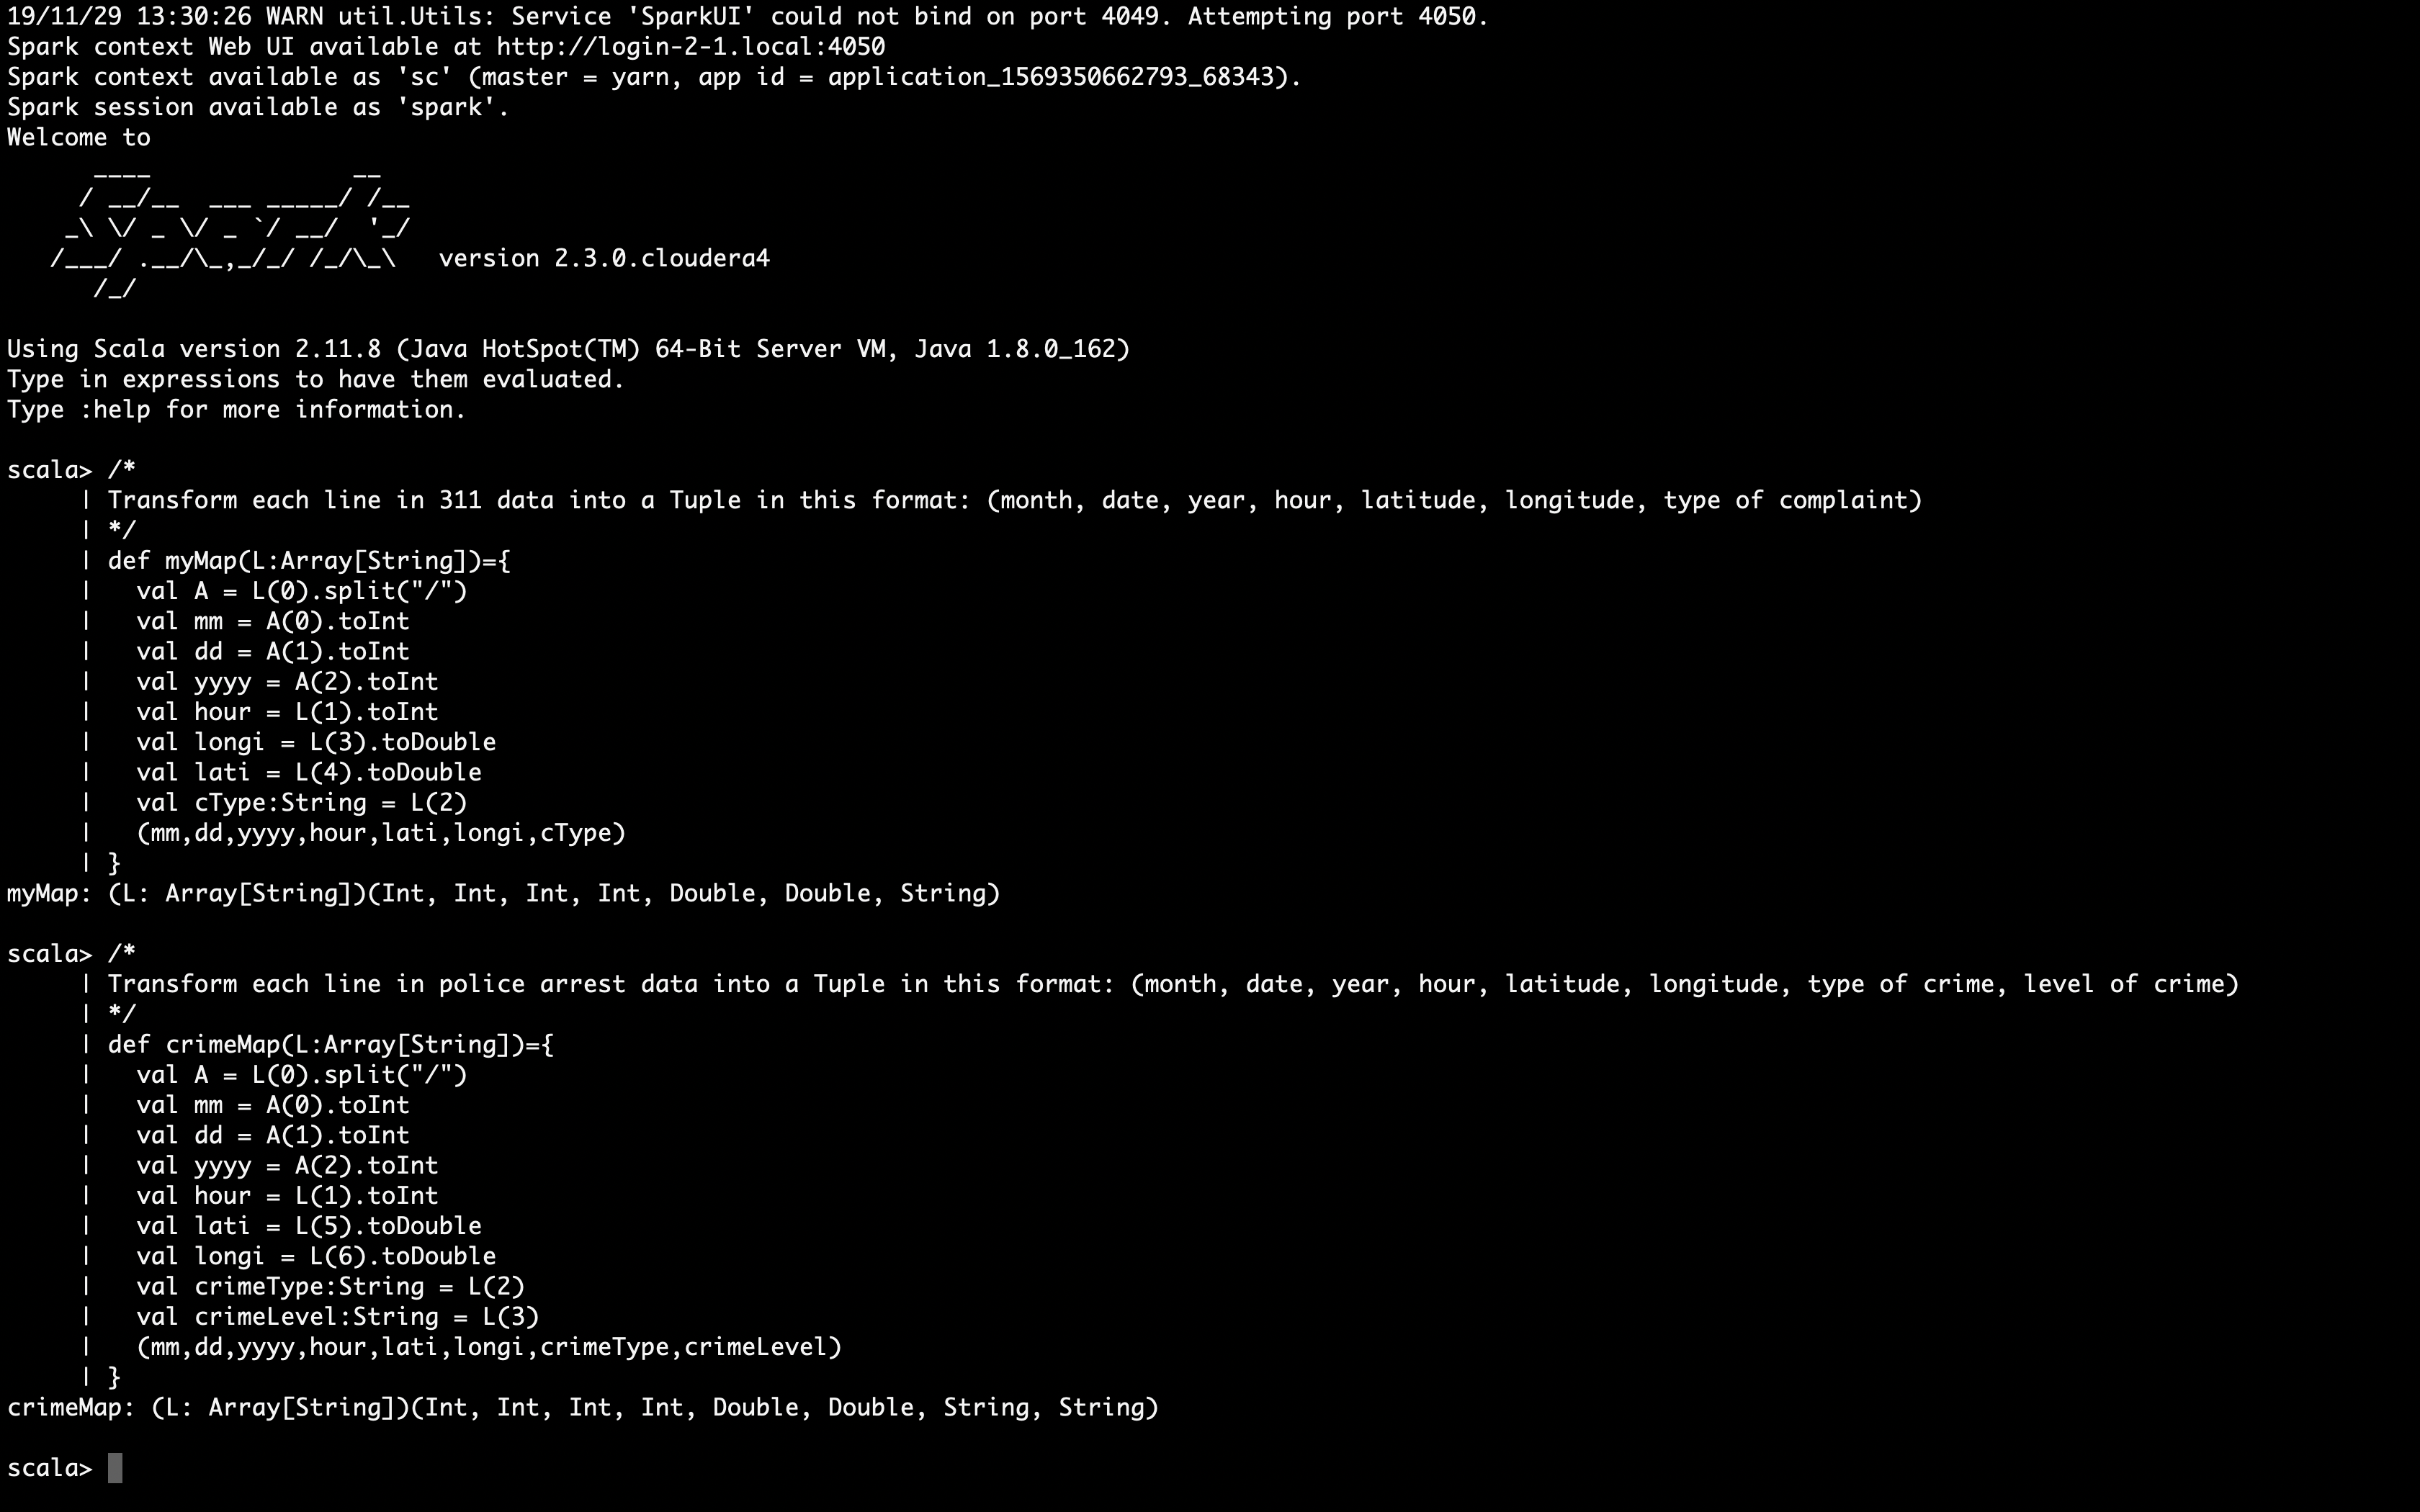 19/11/29 13:30:26 WARN util.Utils: Service 'SparkUI' could not bind on port 4049. Attempting port 4050.
Spark context Web UI available at http://login-2-1.local:4050
Spark context available as 'sc' (master = yarn, app id = application_1569350662793_68343).
Spark session available as 'spark'.
Welcome to
      ____              __
     / __/__  ___ _____/ /__
    _\ \/ _ \/ _ `/ __/  '_/
   /___/ .__/\_,_/_/ /_/\_\   version 2.3.0.cloudera4
      /_/

Using Scala version 2.11.8 (Java HotSpot(TM) 64-Bit Server VM, Java 1.8.0_162)
Type in expressions to have them evaluated.
Type :help for more information.

scala> /*
     | Transform each line in 311 data into a Tuple in this format: (month, date, year, hour, latitude, longitude, type of complaint)
     | */
     | def myMap(L:Array[String])={
     |   val A = L(0).split("/")
     |   val mm = A(0).toInt
     |   val dd = A(1).toInt
     |   val yyyy = A(2).toInt
     |   val hour = L(1).toInt
     |   val longi = L(3).toDouble
     |   val lati = L(4).toDouble
     |   val cType:String = L(2)
     |   (mm,dd,yyyy,hour,lati,longi,cType)
     | }
myMap: (L: Array[String])(Int, Int, Int, Int, Double, Double, String)

scala> /*
     | Transform each line in police arrest data into a Tuple in this format: (month, date, year, hour, latitude, longitude, type of crime, level of crime)
     | */
     | def crimeMap(L:Array[String])={
     |   val A = L(0).split("/")
     |   val mm = A(0).toInt
     |   val dd = A(1).toInt
     |   val yyyy = A(2).toInt
     |   val hour = L(1).toInt
     |   val lati = L(5).toDouble
     |   val longi = L(6).toDouble
     |   val crimeType:String = L(2)
     |   val crimeLevel:String = L(3)
     |   (mm,dd,yyyy,hour,lati,longi,crimeType,crimeLevel)
     | }
crimeMap: (L: Array[String])(Int, Int, Int, Int, Double, Double, String, String)

scala>